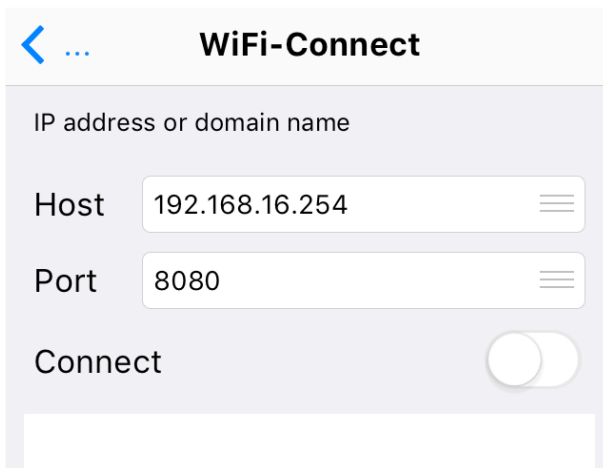 ...
WiFi-Connect
IP address or domain name
Host 192.168.16.254
Port 8080
Connect